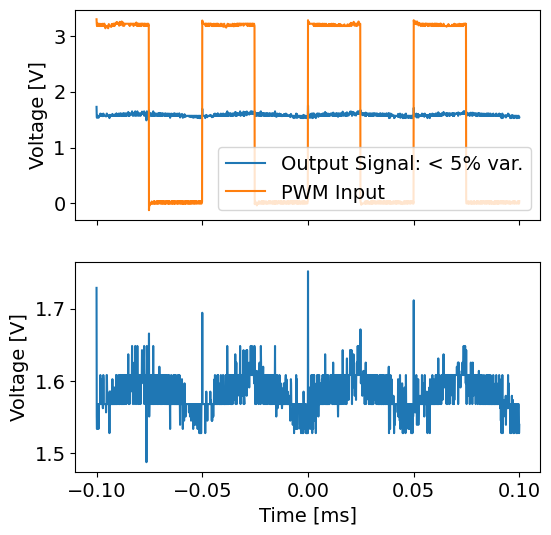 3
2
1
0
Voltage [V]
Output Signal: < 5% var.
PWM Input
1.7
1.6
1.5
Voltage [V]
−0.10 −0.05 0.00 0.05 0.10
Time [ms]